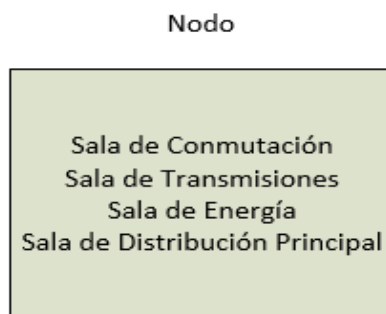 Nodo
Sala de Conmutación
Sala de Transmisiones
Sala de Energía
Sala de Distribución Principal